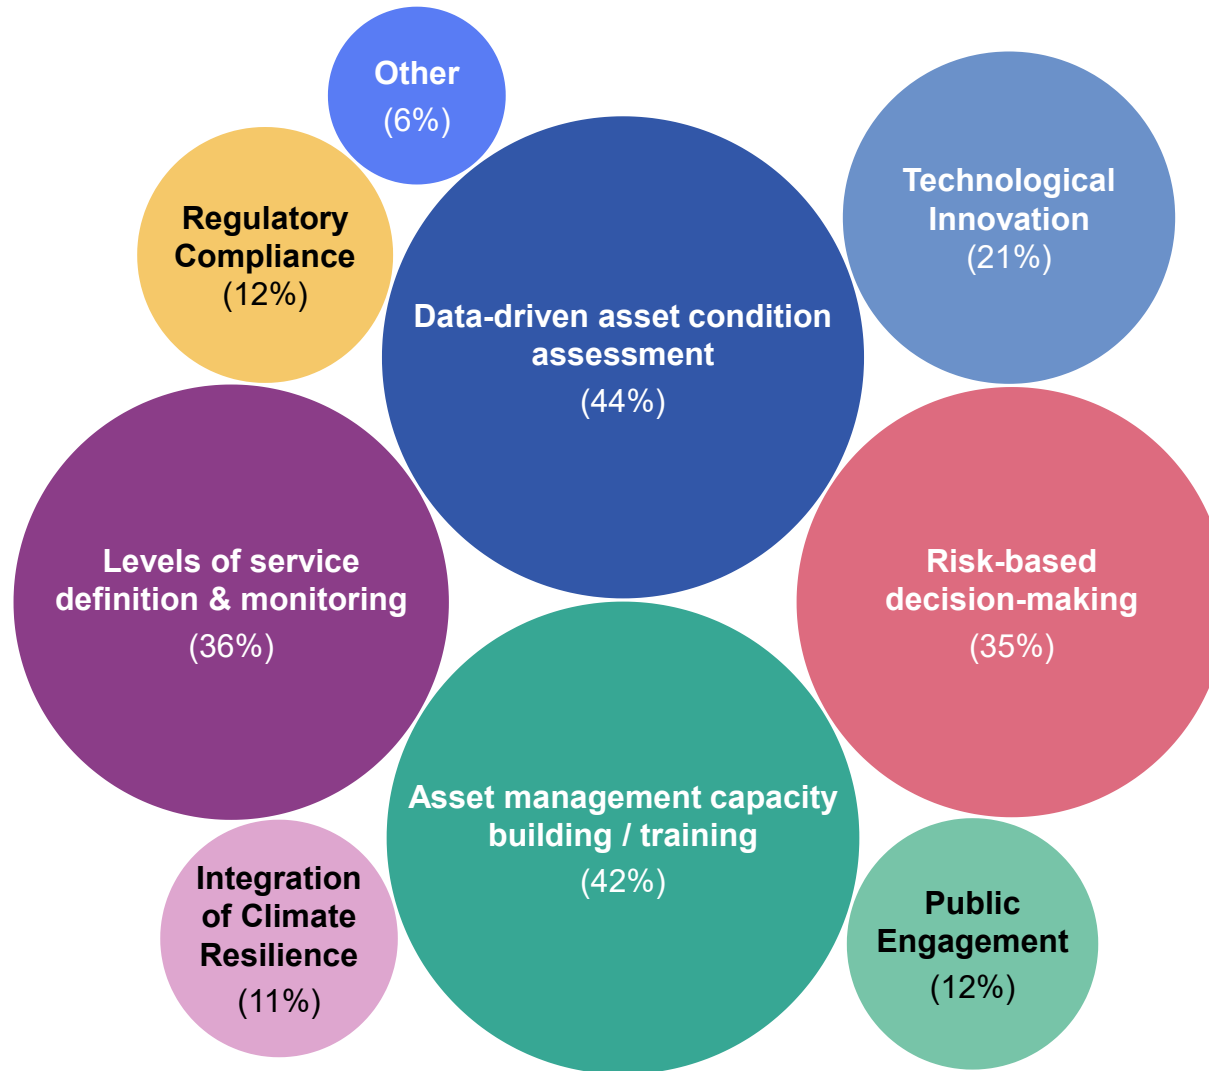 Other
(6%)
Technological
Innovation
(21%)
Regulatory
Compliance
(12%)
Data-driven asset condition
assessment
(44%)
Levels of service
definition & monitoring
(36%)
Risk-based
decision-making
(35%)
Asset management capacity
building / training
(42%)
Integration
of Climate
Resilience
(11%)
Public
Engagement
(12%)